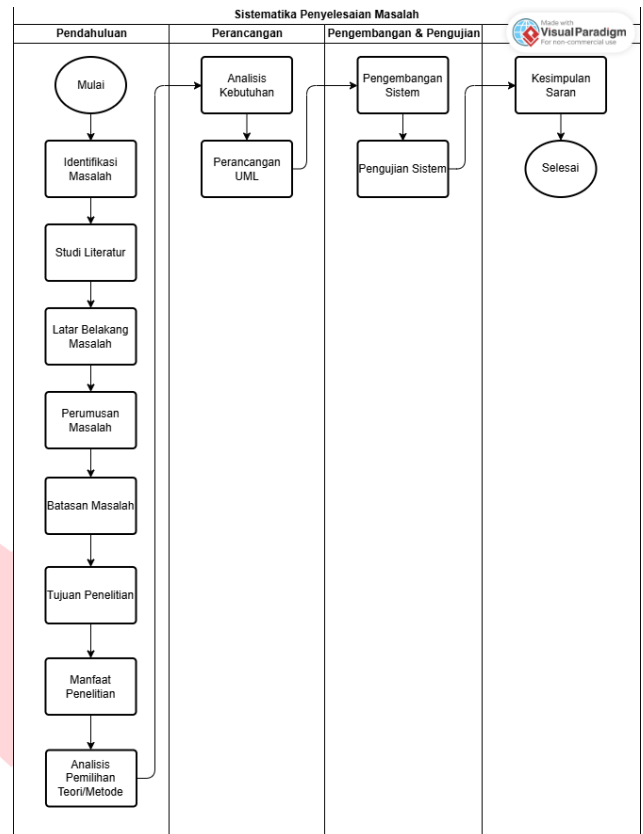 Sistematika Penyelesaian Masalah
Pendahuluan
Perancangan
Pengembangan & Pengujian
Made with
Visual Paradigm
For non-commercial use
Mulai
Identifikasi
Masalah
Studi Literatur
Latar Belakang
Masalah
Perumusan
Masalah
Batasan Masalah
Tujuan Penelitian
Manfaat
Penelitian
Analisis
Pemilihan
Teori/Metode
Analisis
Kebutuhan
Perancangan
UML
Pengembangan
Sistem
Pengujian Sistem
Kesimpulan
Saran
Selesai